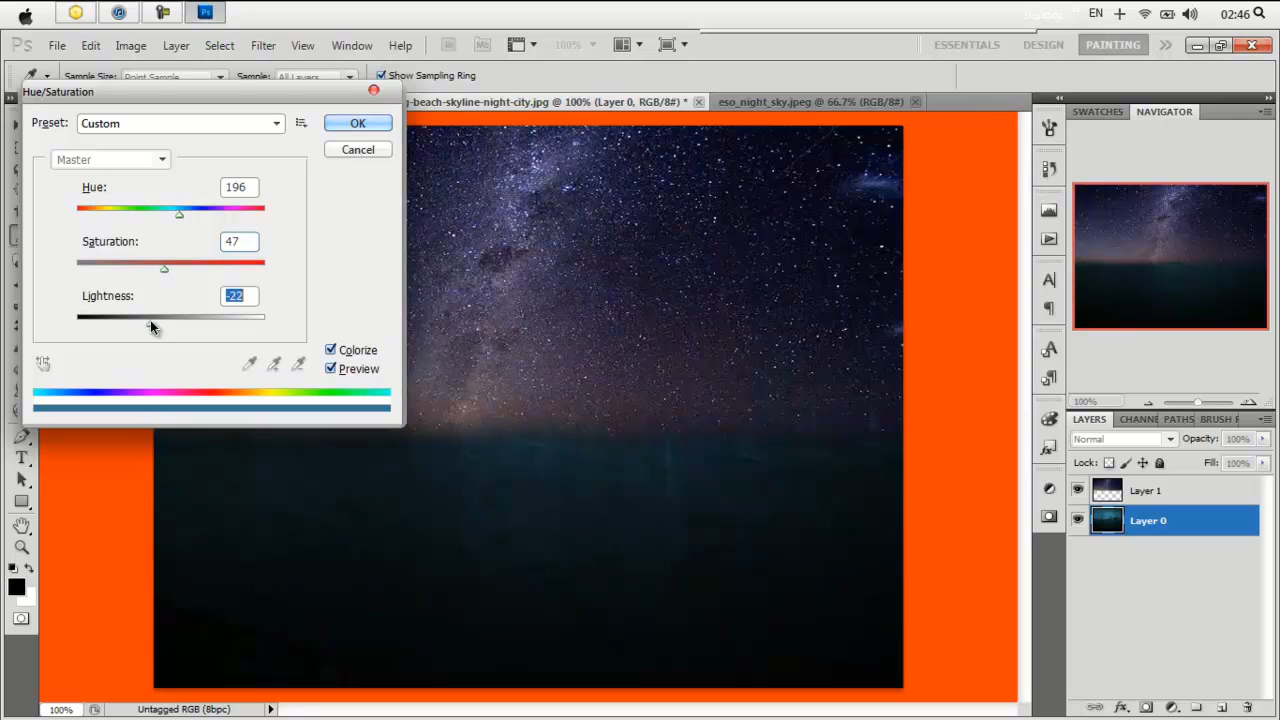 EN
02:46
Ps File Edit Image Layer Select Filter View Window Help Br Mb 100%
ESSENTIALS DESIGN PAINTING
Sample Size: Point Sample Sample: All Layers Show Sampling Ring
Hue/Saturation
g-beach-skyline-night-city.jpg @ 100% (Layer 0, RGB/8#) *
eso_night_sky.jpeg @ 66.7% (RGB/8#)
SWATCHES NAVIGATOR
Preset: Custom OK
Cancel
Master
Hue: 196
Saturation: 47
Lightness: -22
Colorize
Preview
100%
LAYERS CHANNE PATHS BRUSH F
Normal Opacity: 100%
Lock: Fill: 100%
Layer 1
Layer 0
100% Untagged RGB (8bpc)